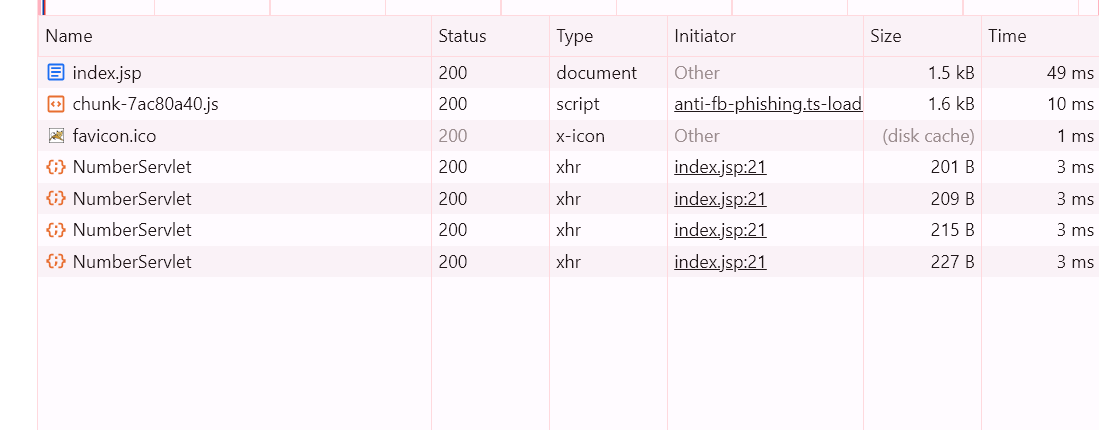 Name Status Type Initiator Size Time
index.jsp 200 document Other 1.5 kB 49 ms
chunk-7ac80a40.js 200 script anti-fb-phishing.ts-load 1.6 kB 10 ms
favicon.ico 200 x-icon Other (disk cache) 1 ms
NumberServlet 200 xhr index.jsp:21 201 B 3 ms
NumberServlet 200 xhr index.jsp:21 209 B 3 ms
NumberServlet 200 xhr index.jsp:21 215 B 3 ms
NumberServlet 200 xhr index.jsp:21 227 B 3 ms